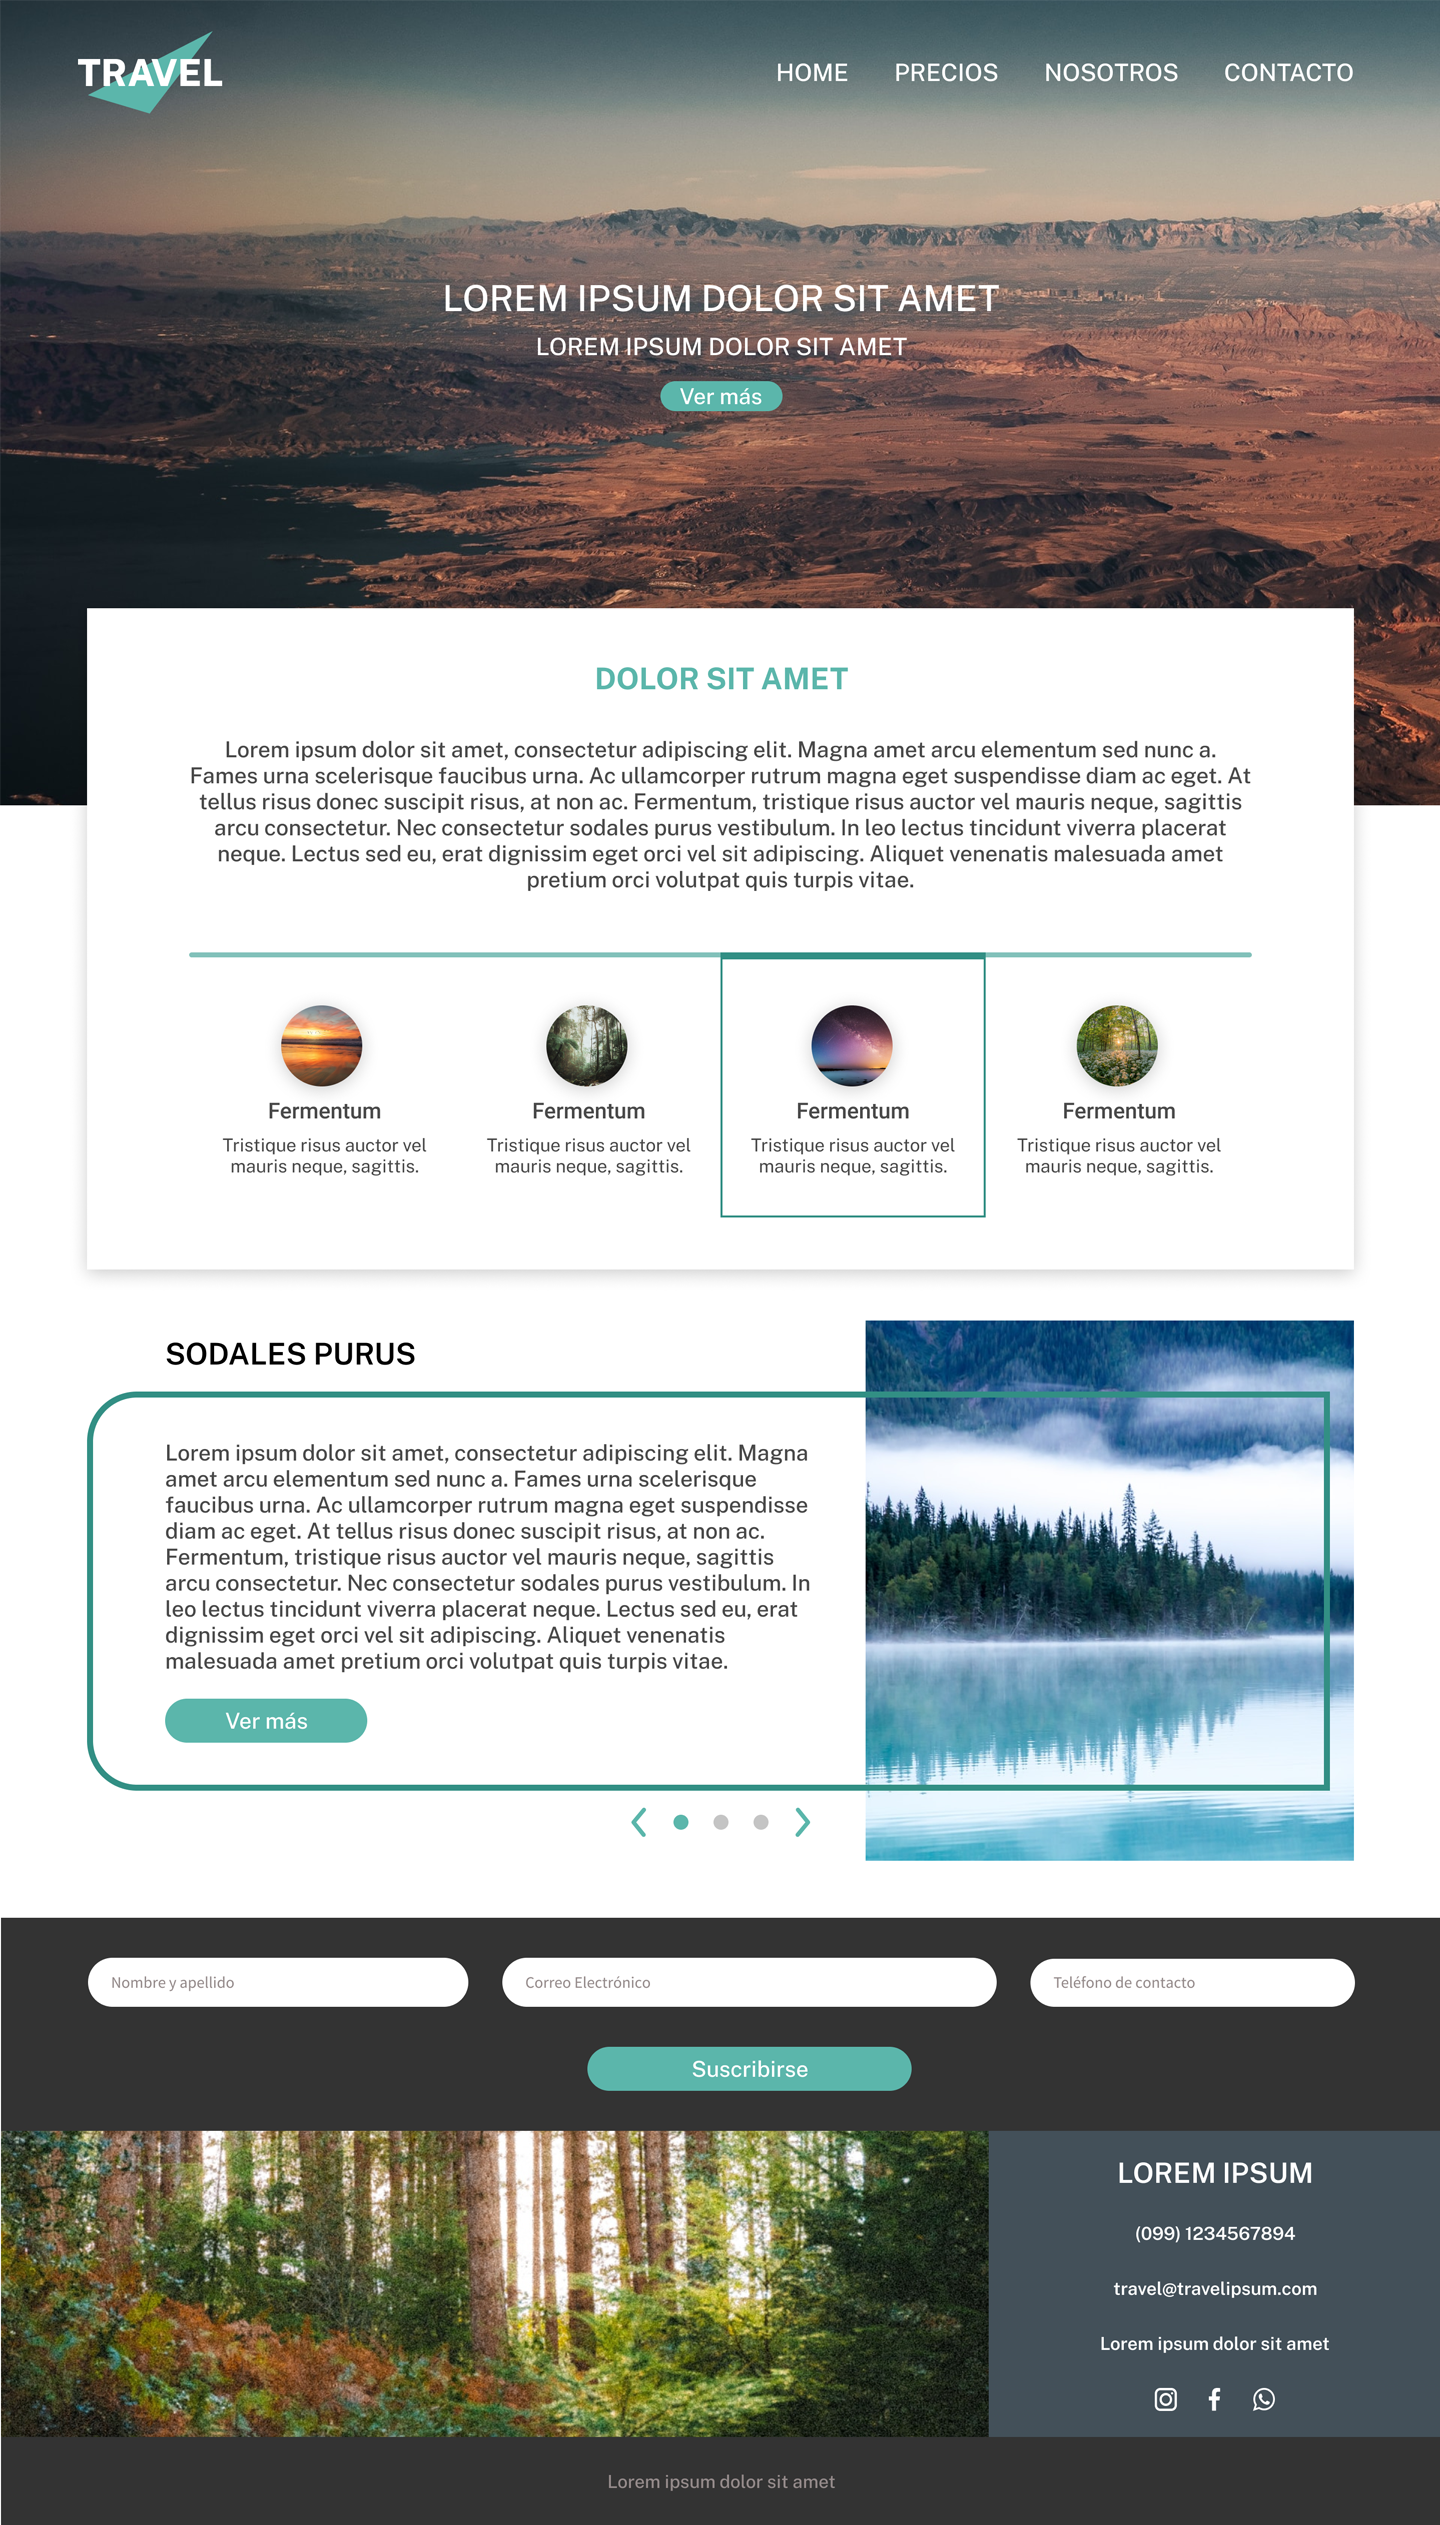 TRAVEL
HOME PRECIOS NOSOTROS CONTACTO
LOREM IPSUM DOLOR SIT AMET
LOREM IPSUM DOLOR SIT AMET
Ver más
DOLOR SIT AMET
Lorem ipsum dolor sit amet, consectetur adipiscing elit. Magna amet arcu elementum sed nunc a.
Fames urna scelerisque faucibus urna. Ac ullamcorper rutrum magna eget suspendisse diam ac eget. At
tellus risus donec suscipit risus, at non ac. Fermentum, tristique risus auctor vel mauris neque, sagittis
arcu consectetur. Nec consectetur sodales purus vestibulum. In leo lectus tincidunt viverra placerat
neque. Lectus sed eu, erat dignissim eget orci vel sit adipiscing. Aliquet venenatis malesuada amet
pretium orci volutpat quis turpis vitae.
Fermentum
Tristique risus auctor vel
mauris neque, sagittis.
Fermentum
Tristique risus auctor vel
mauris neque, sagittis.
Fermentum
Tristique risus auctor vel
mauris neque, sagittis.
Fermentum
Tristique risus auctor vel
mauris neque, sagittis.
SODALES PURUS
Lorem ipsum dolor sit amet, consectetur adipiscing elit. Magna
amet arcu elementum sed nunc a. Fames urna scelerisque
faucibus urna. Ac ullamcorper rutrum magna eget suspendisse
diam ac eget. At tellus risus donec suscipit risus, at non ac.
Fermentum, tristique risus auctor vel mauris neque, sagittis
arcu consectetur. Nec consectetur sodales purus vestibulum. In
leo lectus tincidunt viverra placerat neque. Lectus sed eu, erat
dignissim eget orci vel sit adipiscing. Aliquet venenatis
malesuada amet pretium orci volutpat quis turpis vitae.
Ver más
Nombre y apellido
Correo Electrónico
Teléfono de contacto
Suscribirse
LOREM IPSUM
(099) 1234567894
travel@travelipsum.com
Lorem ipsum dolor sit amet
Lorem ipsum dolor sit amet